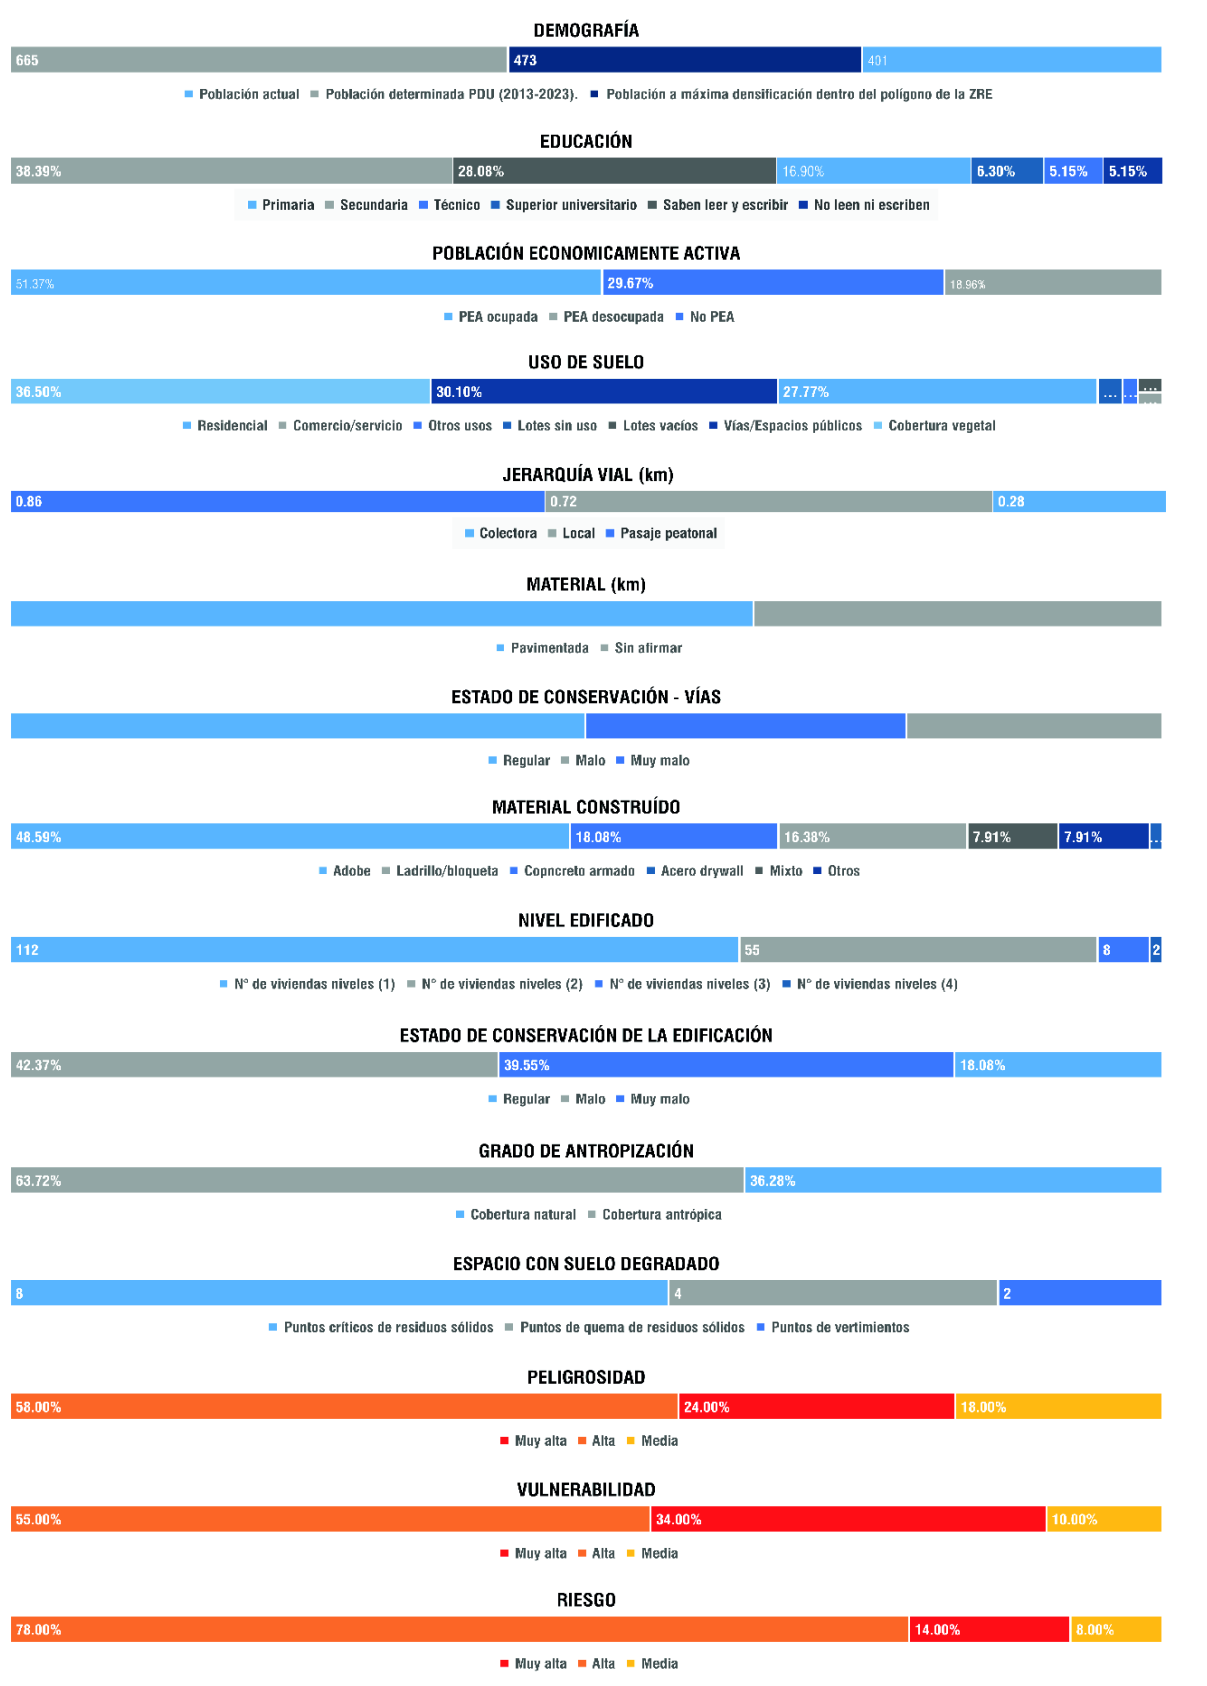 DEMOGRAFÍA
665 473 401
Población actual Población determinada PDU (2013-2023). Población a máxima densificación dentro del polígono de la ZRE
EDUCACIÓN
38.39% 28.08% 16.90% 6.30% 5.15% 5.15%
Primaria Secundaria Técnico Superior universitario Saben leer y escribir No leen ni escriben
POBLACIÓN ECONOMICAMENTE ACTIVA
51.37% 29.67% 18.96%
PEA ocupada PEA desocupada No PEA
USO DE SUELO
36.50% 30.10% 27.77% ... ... ... ...
Residencial Comercio/servicio Otros usos Lotes sin uso Lotes vacíos Vías/Espacios públicos Cobertura vegetal
JERARQUÍA VIAL (km)
0.86 0.72 0.28
Colectora Local Pasaje peatonal
MATERIAL (km)
Pavimentada Sin afirmar
ESTADO DE CONSERVACIÓN - VÍAS
Regular Malo Muy malo
MATERIAL CONSTRUÍDO
48.59% 18.08% 16.38% 7.91% 7.91% ...
Adobe Ladrillo/bloqueta Copncreto armado Acero drywall Mixto Otros
NIVEL EDIFICADO
112 55 8 2
N° de viviendas niveles (1) N° de viviendas niveles (2) N° de viviendas niveles (3) N° de viviendas niveles (4)
ESTADO DE CONSERVACIÓN DE LA EDIFICACIÓN
42.37% 39.55% 18.08%
Regular Malo Muy malo
GRADO DE ANTROPIZACIÓN
63.72% 36.28%
Cobertura natural Cobertura antrópica
ESPACIO CON SUELO DEGRADADO
8 4 2
Puntos críticos de residuos sólidos Puntos de quema de residuos sólidos Puntos de vertimientos
PELIGROSIDAD
58.00% 24.00% 18.00%
Muy alta Alta Media
VULNERABILIDAD
55.00% 34.00% 10.00%
Muy alta Alta Media
RIESGO
78.00% 14.00% 8.00%
Muy alta Alta Media